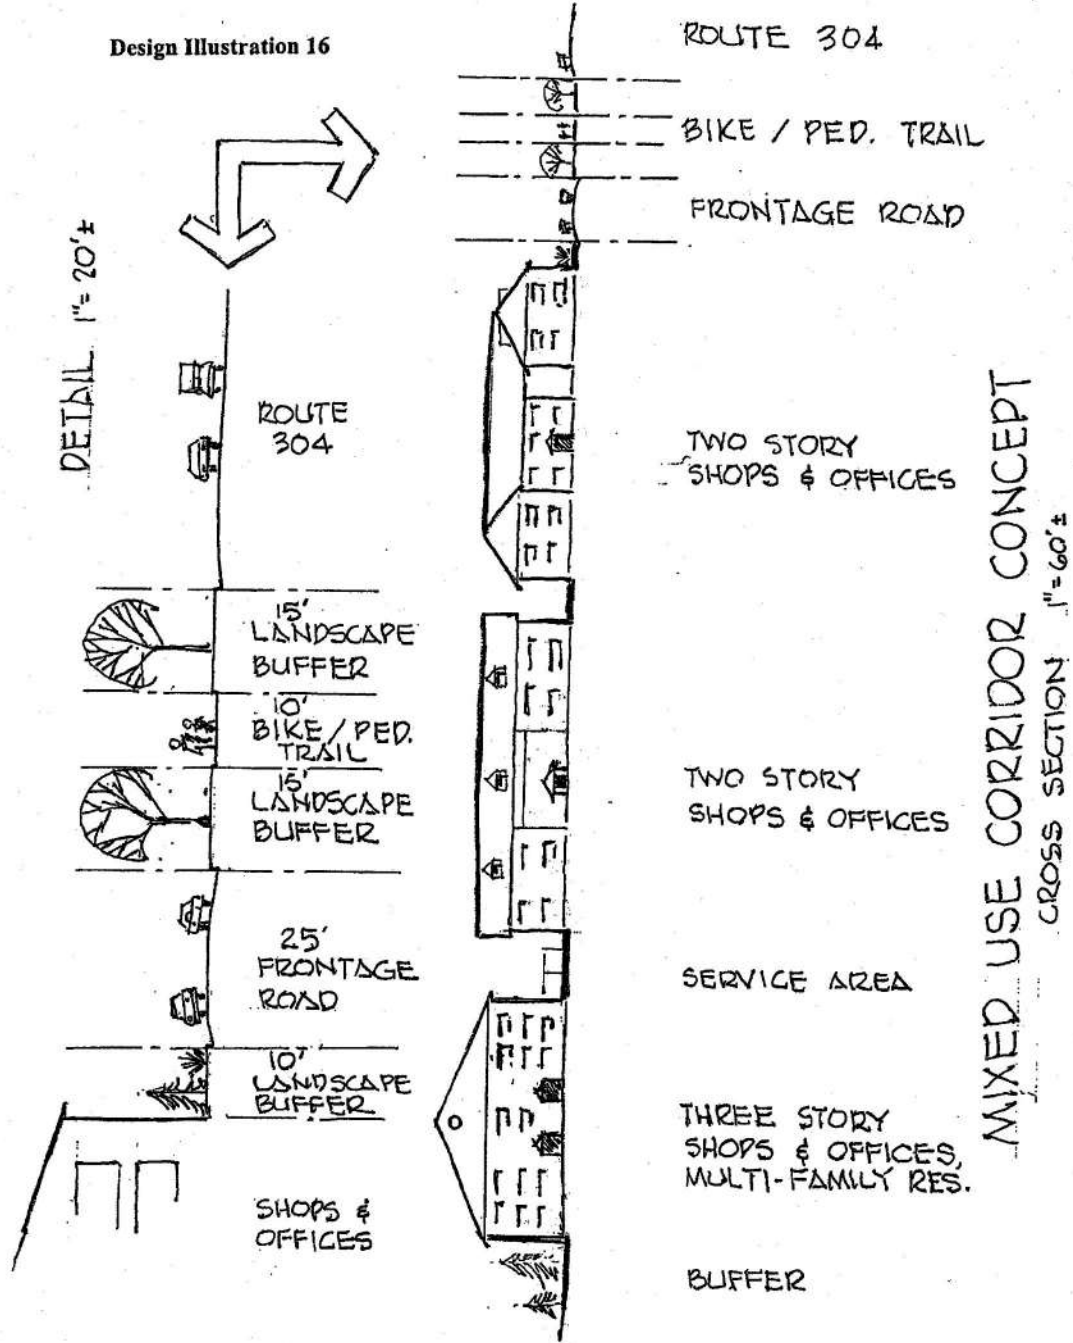 Design Illustration 16
DETAIL 1"= 20'±
ROUTE
304
15'
LANDSCAPE
BUFFER
10'
BIKE / PED.
TRAIL
15'
LANDSCAPE
BUFFER
25'
FRONTAGE
ROAD
10'
LANDSCAPE
BUFFER
SHOPS &
OFFICES
ROUTE 304
BIKE / PED. TRAIL
FRONTAGE ROAD
TWO STORY
SHOPS & OFFICES
TWO STORY
SHOPS & OFFICES
SERVICE AREA
THREE STORY
SHOPS & OFFICES,
MULTI-FAMILY RES.
BUFFER
MIXED USE CORRIDOR CONCEPT
CROSS SECTION 1"=60'±